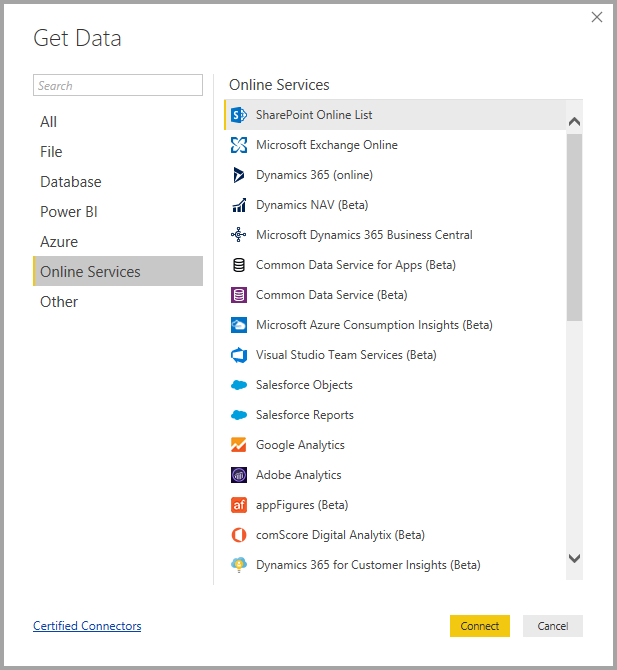 Get Data
Search
All
File
Database
Power BI
Azure
Online Services
Other
Online Services
SharePoint Online List
Microsoft Exchange Online
Dynamics 365 (online)
Dynamics NAV (Beta)
Microsoft Dynamics 365 Business Central
Common Data Service for Apps (Beta)
Common Data Service (Beta)
Microsoft Azure Consumption Insights (Beta)
Visual Studio Team Services (Beta)
Salesforce Objects
Salesforce Reports
Google Analytics
Adobe Analytics
appFigures (Beta)
comScore Digital Analytix (Beta)
Dynamics 365 for Customer Insights (Beta)
Certified Connectors
Connect
Cancel